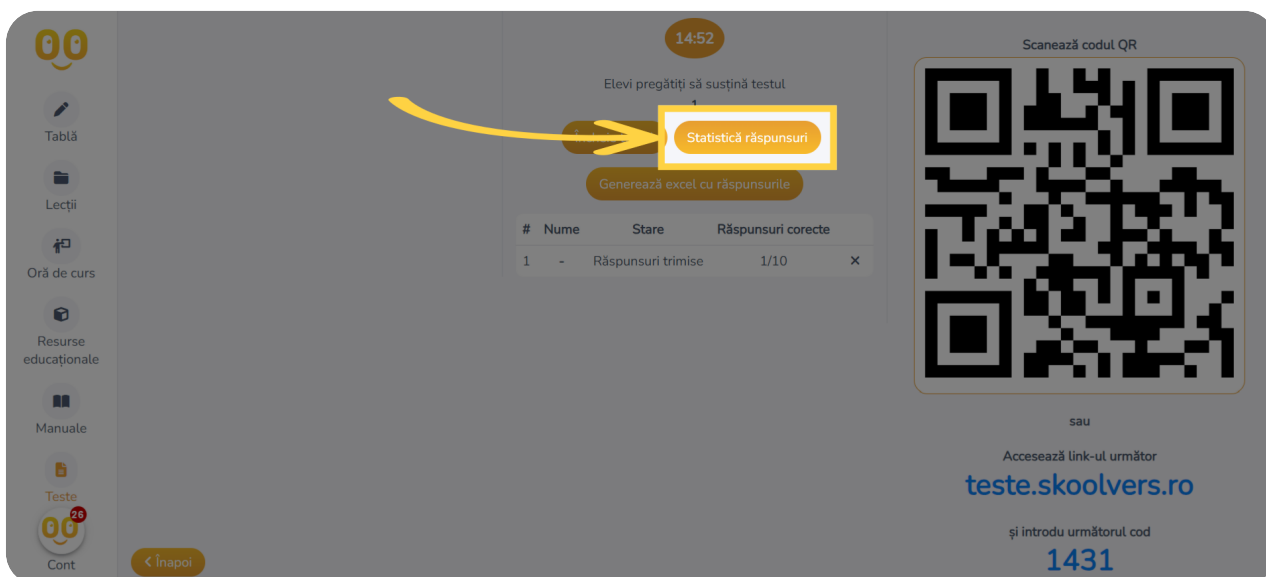 Tablă
Lecții
Oră de curs
Resurse
educaționale
Manuale
Teste
26
Cont
Înapoi
14:52
Elevi pregătiți să susțină testul
1
Statistică răspunsuri
Generează excel cu răspunsurile
# Nume Stare Răspunsuri corecte
1 - Răspunsuri trimise 1/10 ×
Scanează codul QR
sau
Accesează link-ul următor
teste.skoolvers.ro
și introdu următorul cod
1431